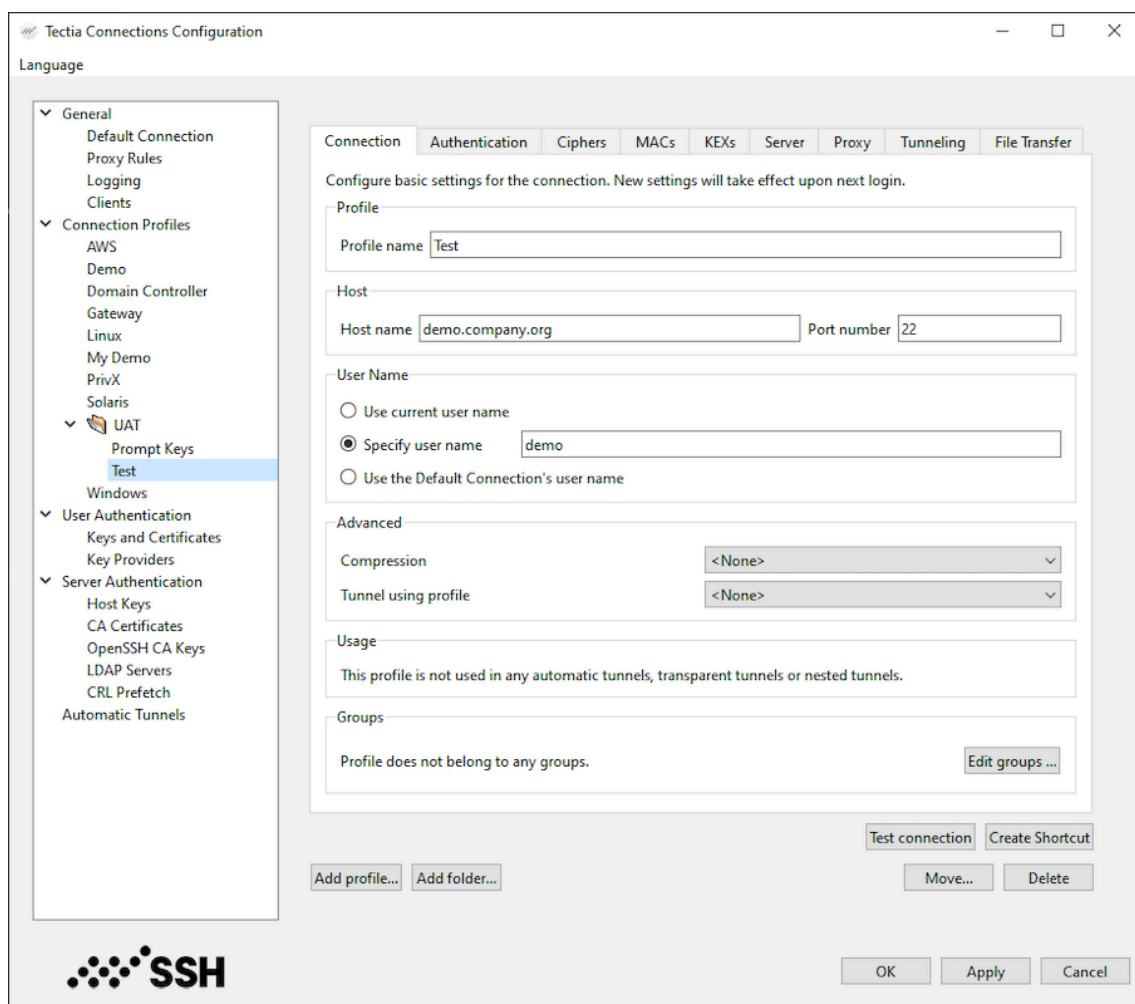 Tectia Connections Configuration
Language
General
Default Connection
Proxy Rules
Logging
Clients
Connection Profiles
AWS
Demo
Domain Controller
Gateway
Linux
My Demo
PrivX
Solaris
UAT
Prompt Keys
Test
Windows
User Authentication
Keys and Certificates
Key Providers
Server Authentication
Host Keys
CA Certificates
OpenSSH CA Keys
LDAP Servers
CRL Prefetch
Automatic Tunnels
Connection Authentication Ciphers MACs KEXs Server Proxy Tunneling File Transfer
Configure basic settings for the connection. New settings will take effect upon next login.
Profile
Profile name Test
Host
Host name demo.company.org Port number 22
User Name
Use current user name
Specify user name demo
Use the Default Connection's user name
Advanced
Compression <None>
Tunnel using profile <None>
Usage
This profile is not used in any automatic tunnels, transparent tunnels or nested tunnels.
Groups
Profile does not belong to any groups. Edit groups ...
Test connection Create Shortcut
Add profile... Add folder... Move... Delete
SSH
OK Apply Cancel